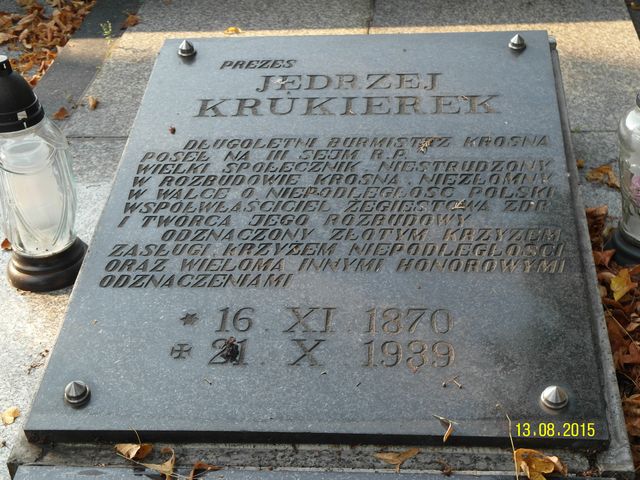 PREZES
JĘDRZEJ
KRUKIEREK
DŁUGOLETNI BURMISTRZ KROSNA
POSEŁ NA III SEJM R.P.
WIELKI SPOŁECZNIK NIESTRUDZONY
W ROZBUDOWIE KROSNA NIEZŁOMNY
W WALCE O NIEPODLEGŁOŚĆ POLSKI
WSPÓŁWŁAŚCICIEL ŻEGIESTOWA ZDR.
I TWÓRCA JEGO ROZBUDOWY
ODZNACZONY ZŁOTYM KRZYŻEM
ZASŁUGI KRZYŻEM NIEPODLEGŁOŚCI
ORAZ WIELOMA INNYMI HONOROWYMI
ODZNACZENIAMI
* 16. XI. 1870
✠ 21. X 1939
13.08.2015